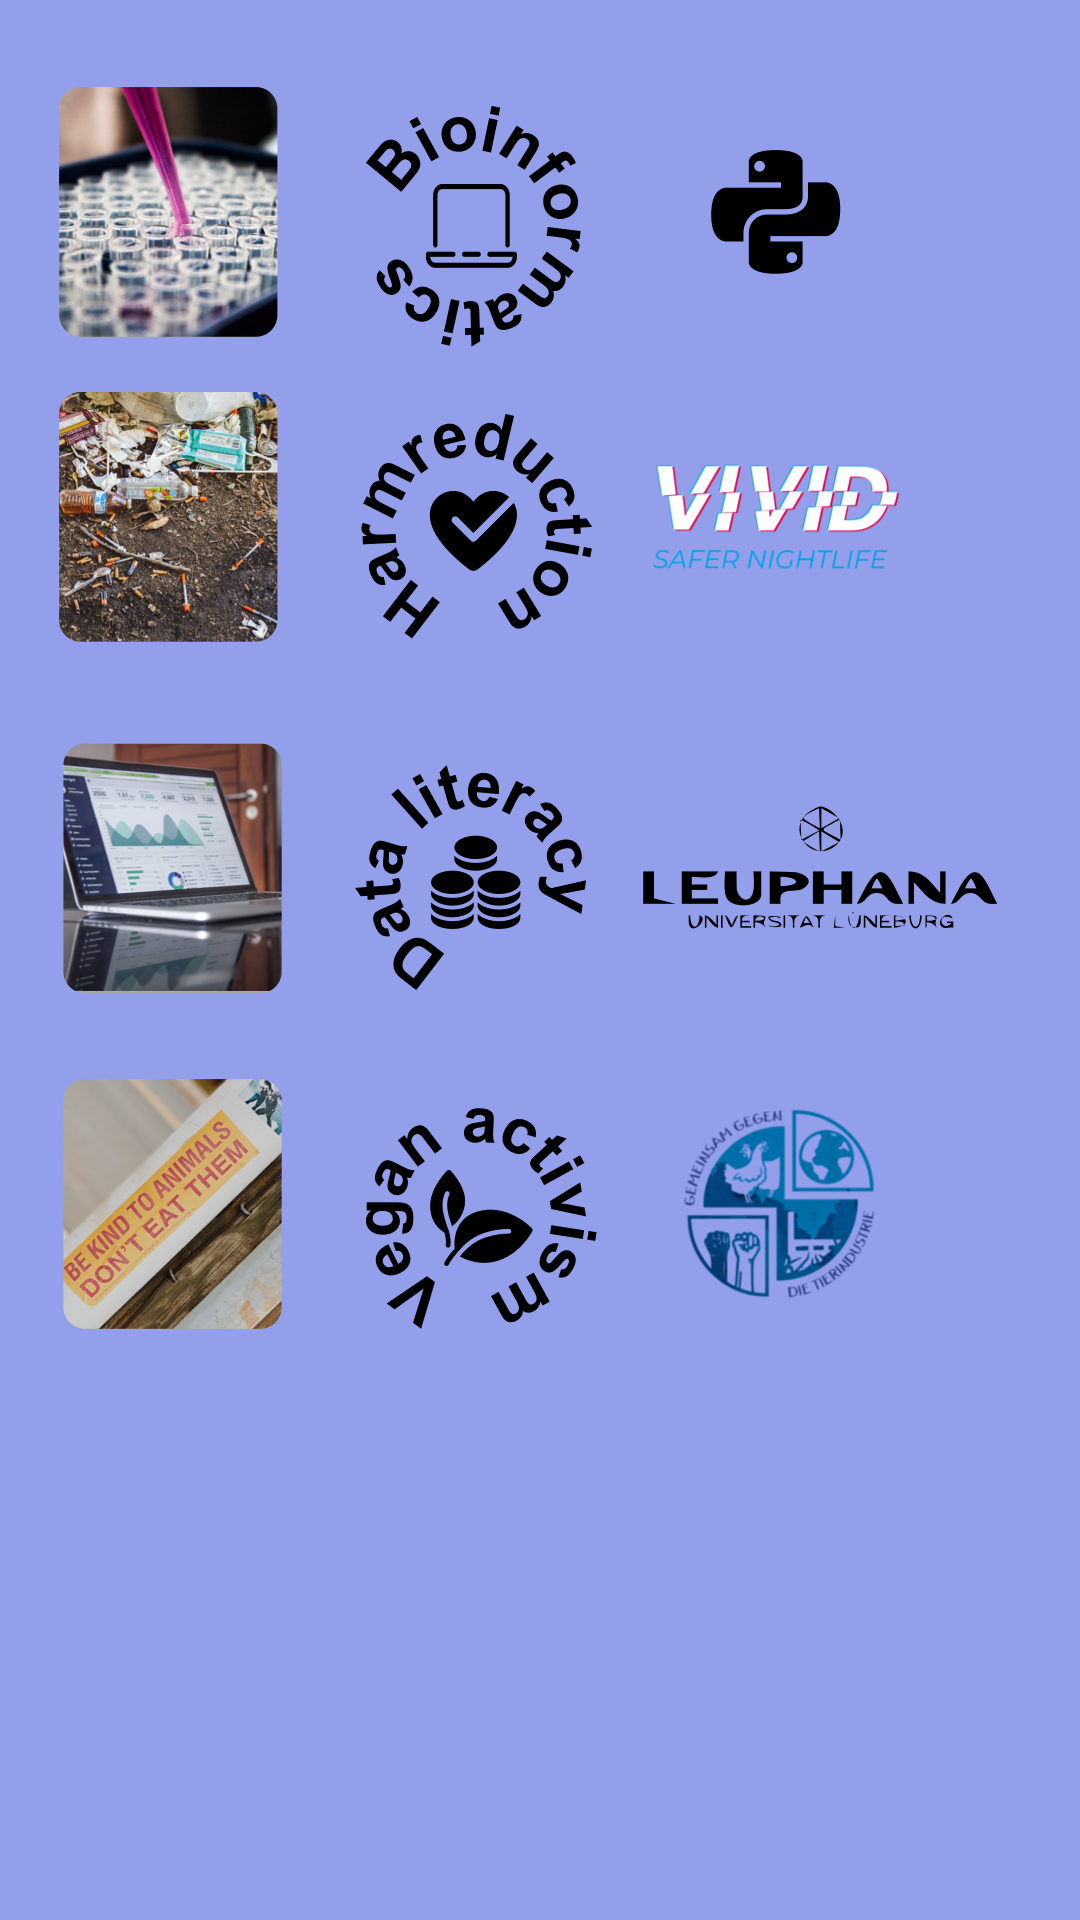 Bioinformatics
Harmreduction
VIVID
SAFER NIGHTLIFE
Data literacy
LEUPHANA
UNIVERSITÄT LÜNEBURG
BE KIND TO ANIMALS
DON'T EAT THEM
Vegan activism
GEMEINSAM GEGEN
DIE TIERINDUSTRIE